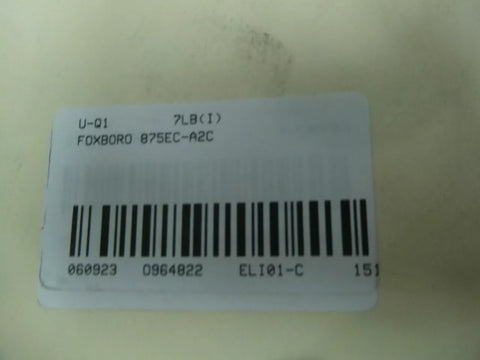 U-Q1 7LB(I)
FOXBORO 875EC-A2C
060923 0964822 ELI01-C 151